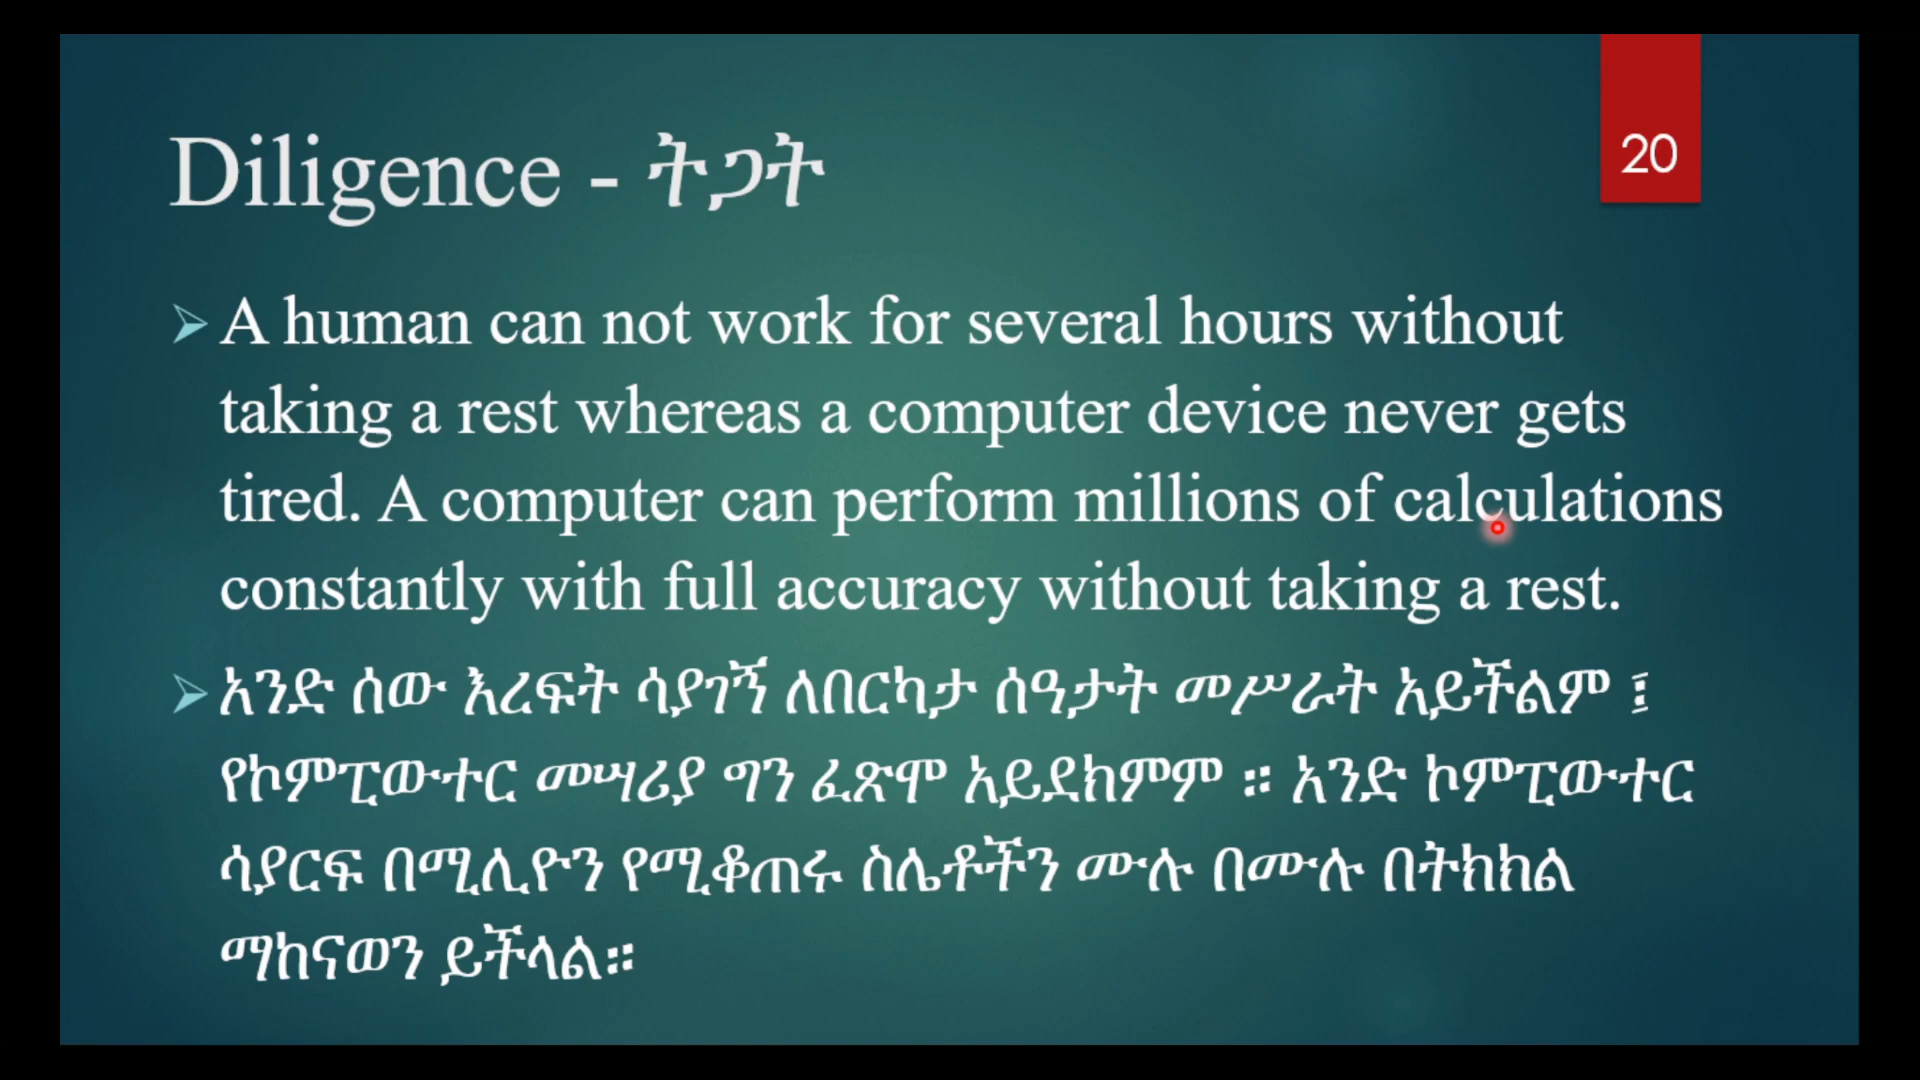 20
Diligence - ትጋት
A human can not work for several hours without
taking a rest whereas a computer device never gets
tired. A computer can perform millions of calculations
constantly with full accuracy without taking a rest.
አንድ ሰው እረፍት ሳያገኝ ለበርካታ ሰዓታት መሥራት አይችልም ፤
የኮምፒውተር መሣሪያ ግን ፈጽሞ አይደክምም ። አንድ ኮምፒውተር
ሳያርፍ በሚሊዮን የሚቆጠሩ ስሌቶችን ሙሉ በሙሉ በትክክል
ማከናወን ይችላል።